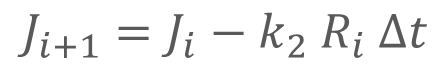 J_{i+1} = J_i − k_2 R_i Δt